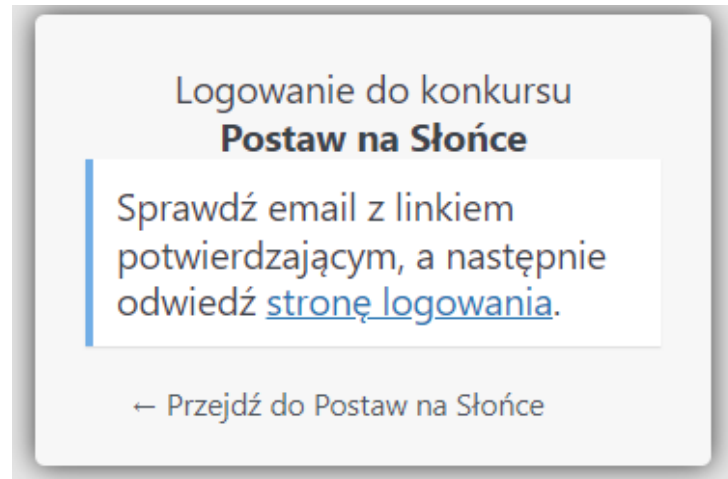 Logowanie do konkursu
Postaw na Słońce
Sprawdź email z linkiem
potwierdzającym, a następnie
odwiedź stronę logowania.
← Przejdź do Postaw na Słońce